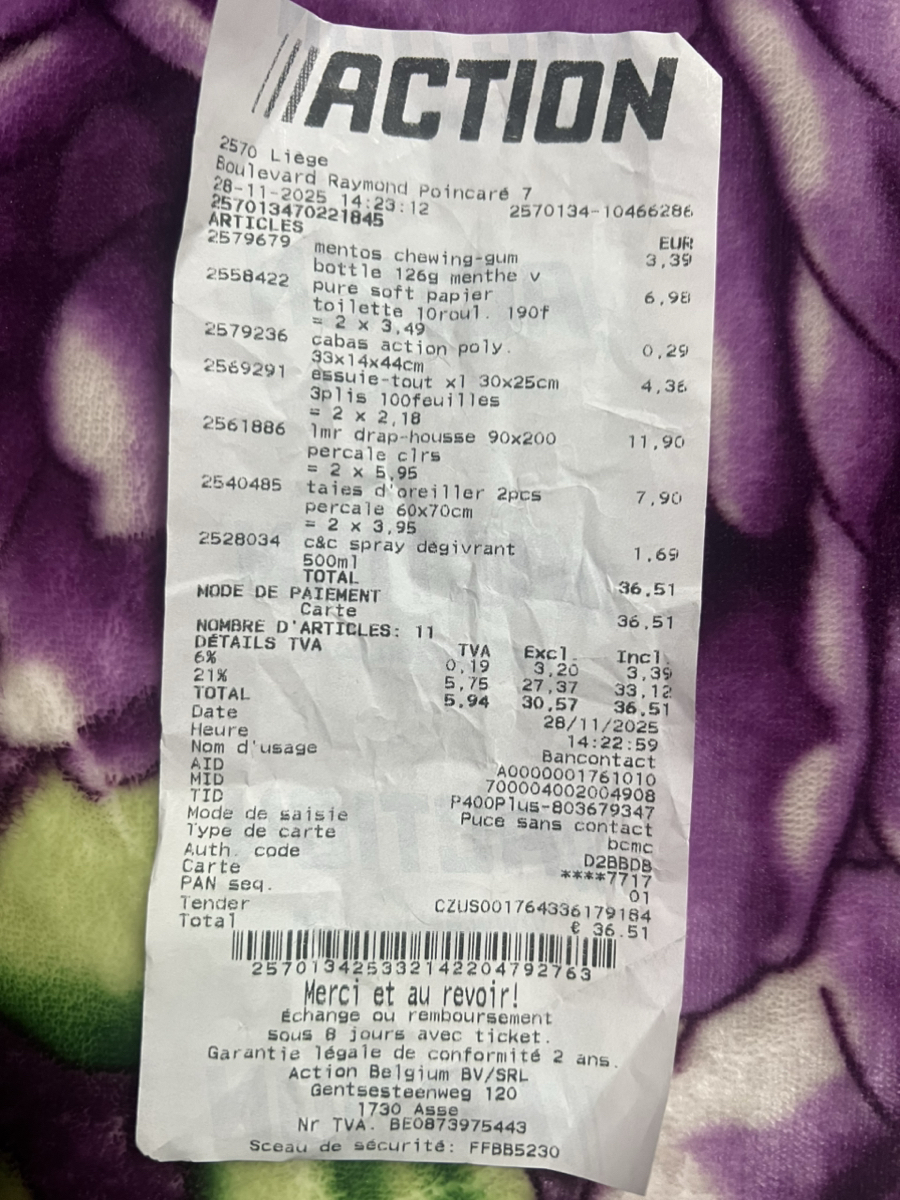 ACTION
2570 Liège
Boulevard Raymond Poincaré 7
28-11-2025 14:23:12 2570134-10466286
257013470221845
ARTICLES EUR
2579679 mentos chewing-gum 3,39
bottle 126g menthe v
2558422 pure soft papier 6,98
toilette 10roul. 190f
= 2 x 3,49
2579236 cabas action poly. 0,29
33x14x44cm
2569291 essuie-tout xl 30x25cm 4,36
3plis 100feuilles
= 2 x 2,18
2561886 lmr drap-housse 90x200 11,90
percale clrs
= 2 x 5,95
2540485 taies d'oreiller 2pcs 7,90
percale 60x70cm
= 2 x 3,95
2528034 c&c spray dégivrant 1,69
500ml
TOTAL 36,51
MODE DE PAIEMENT
Carte 36,51
NOMBRE D'ARTICLES: 11
DÉTAILS TVA TVA Excl. Incl.
6% 0,19 3,20 3,39
21% 5,75 27,37 33,12
TOTAL 5,94 30,57 36,51
Date 28/11/2025
Heure 14:22:59
Nom d'usage Bancontact
AID A0000001761010
MID 700004002004908
TID P400Plus-803679347
Mode de saisie Puce sans contact
Type de carte bcmc
Auth. code D2BBDB
Carte ****7717
PAN seq. 01
Tender CZUS001764336179184
Total € 36.51
2570134253321422047​92763
Merci et au revoir!
Échange ou remboursement
sous 8 jours avec ticket.
Garantie légale de conformité 2 ans.
Action Belgium BV/SRL
Gentsesteenweg 120
1730 Asse
Nr TVA. BE0873975443
Sceau de sécurité: FFBB5230